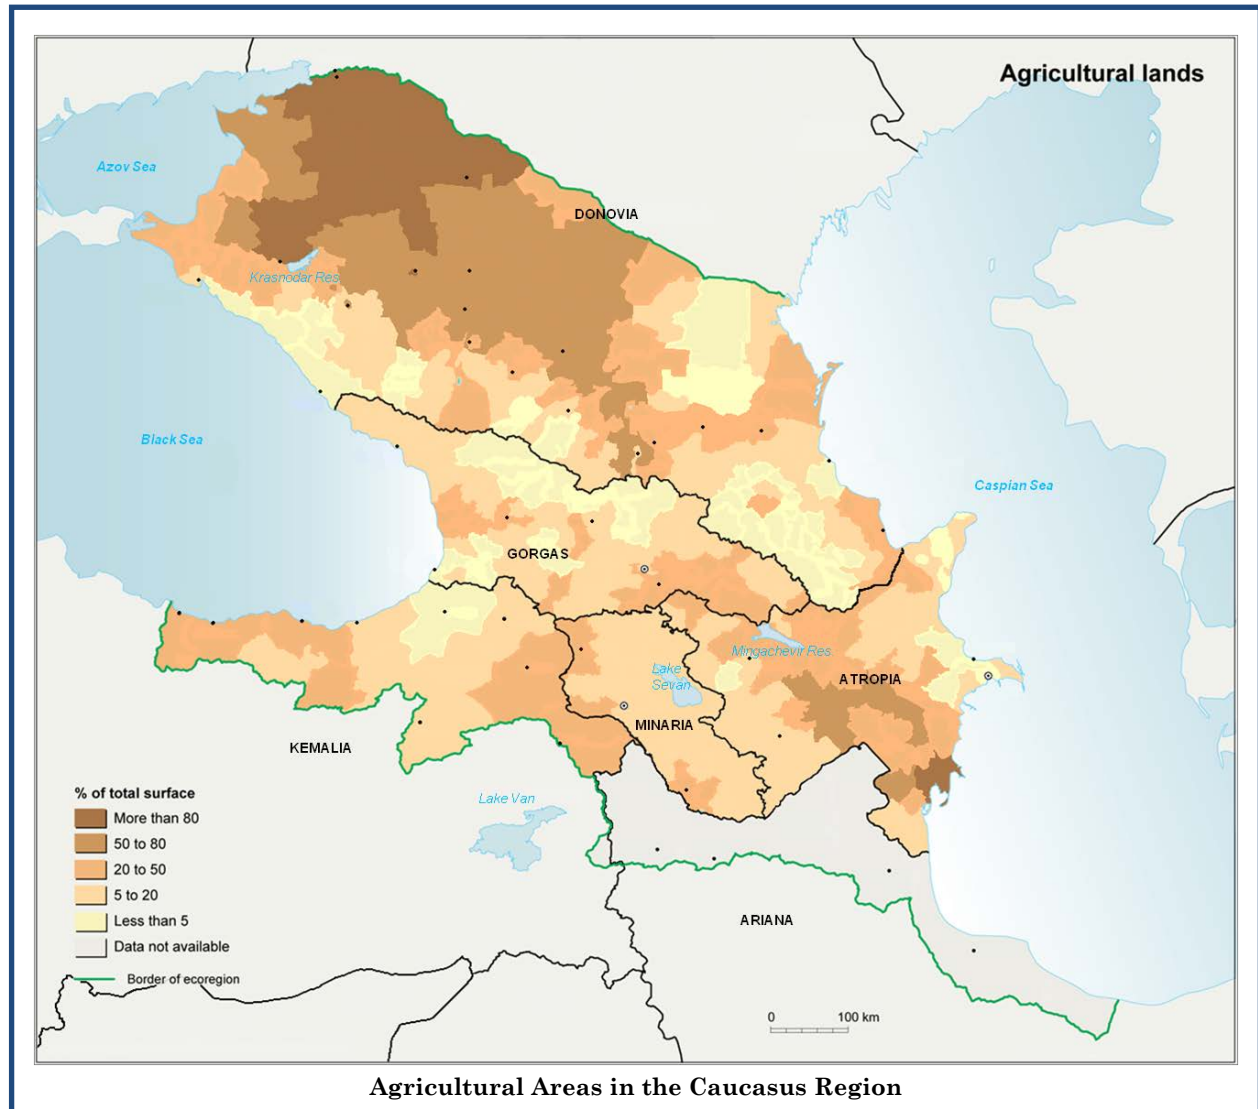 Agricultural lands
Azov Sea
DONOVIA
Krasnodar Res.
Black Sea
Caspian Sea
GORGAS
Mingachevir Res.
Lake
Sevan
ATROPIA
MINARIA
KEMALIA
% of total surface
More than 80
50 to 80
20 to 50
5 to 20
Less than 5
Data not available
Border of ecoregion
Lake Van
ARIANA
0 100 km
Agricultural Areas in the Caucasus Region